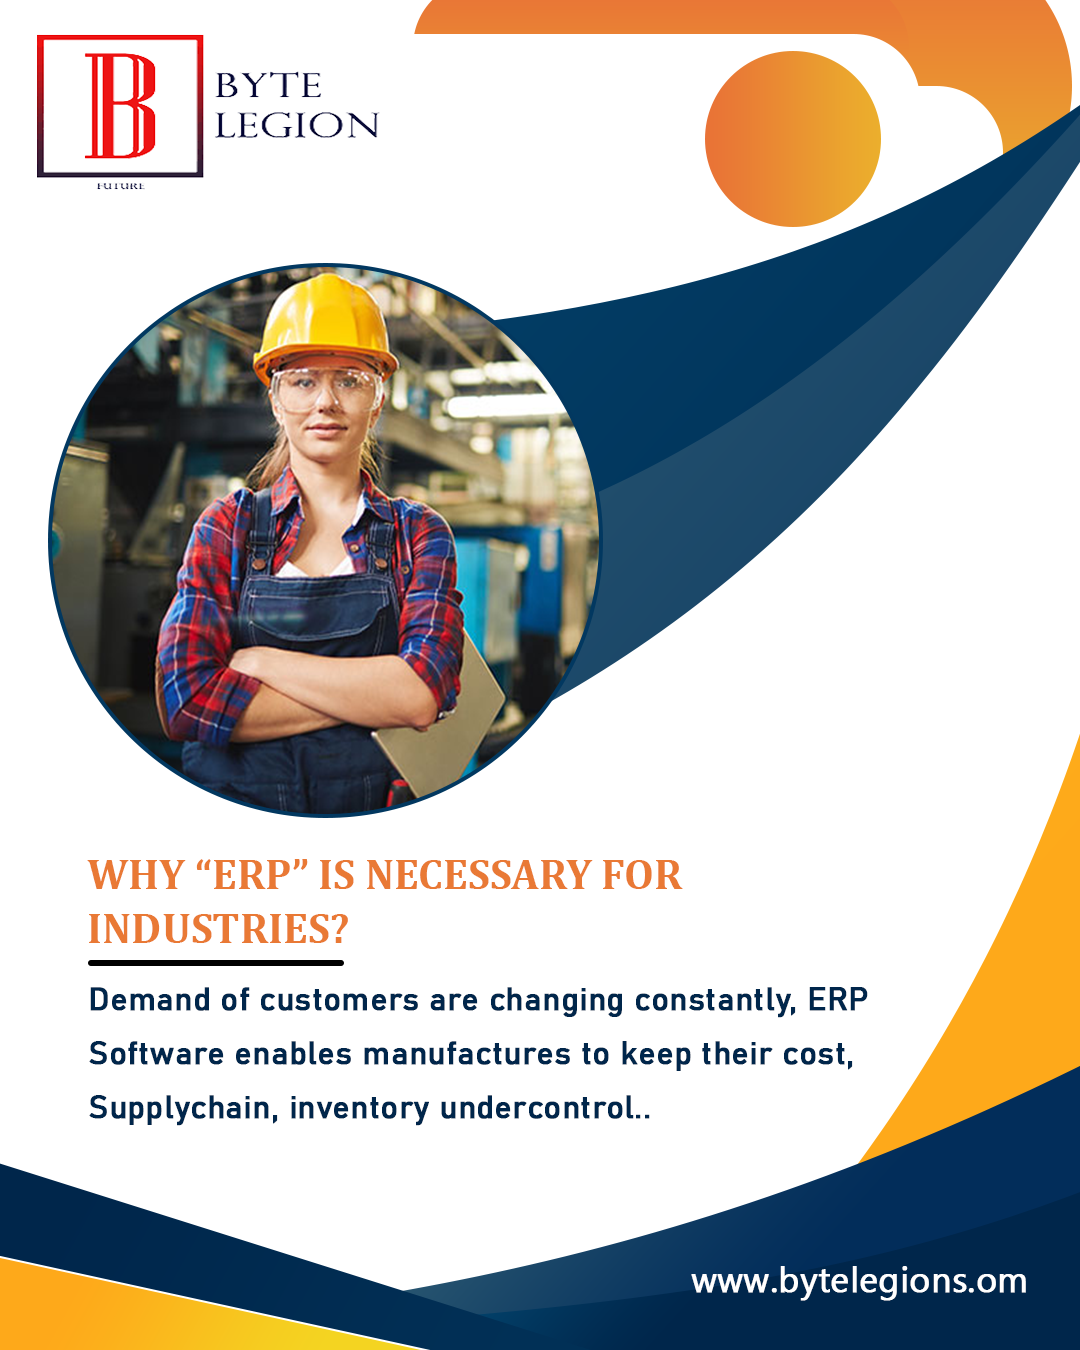 B
BYTE
LEGION
FUTURE
WHY “ERP” IS NECESSARY FOR
INDUSTRIES?
Demand of customers are changing constantly, ERP
Software enables manufactures to keep their cost,
Supplychain, inventory undercontrol..
www.bytelegions.om